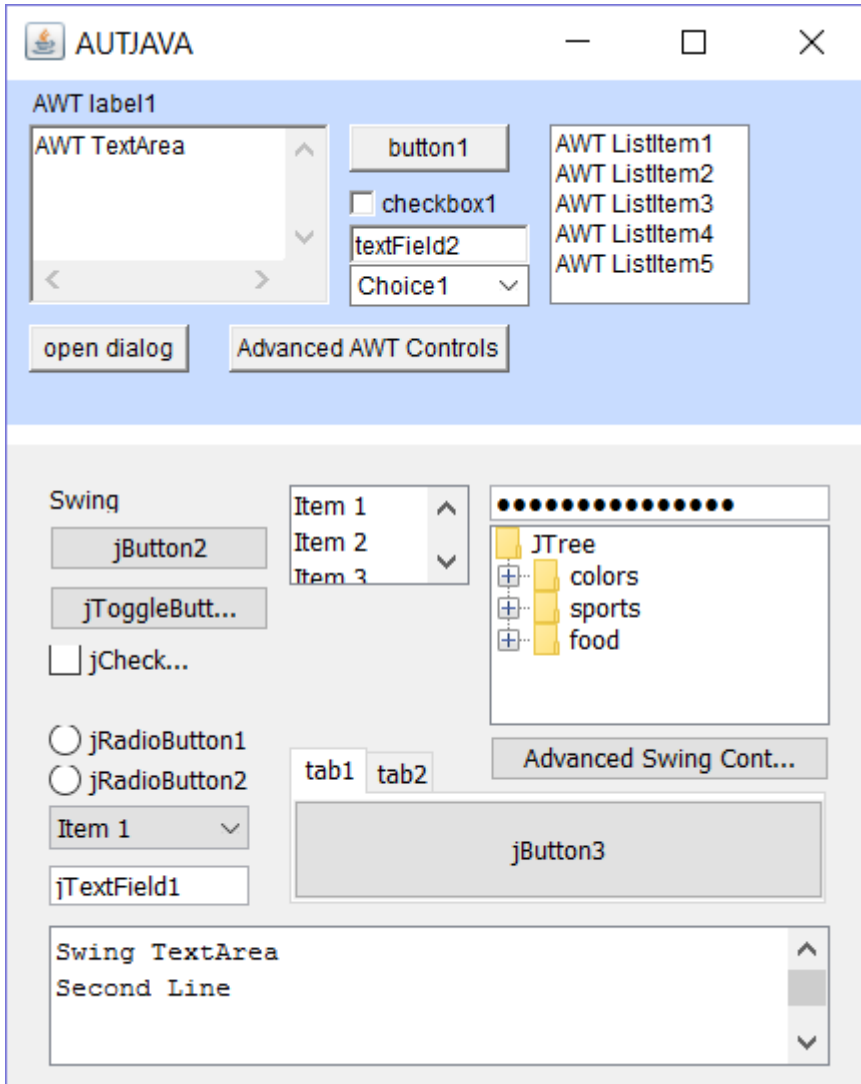 AUTJAVA
AWT label1
AWT TextArea
button1
checkbox1
textField2
Choice1
AWT ListItem1
AWT ListItem2
AWT ListItem3
AWT ListItem4
AWT ListItem5
open dialog
Advanced AWT Controls
Swing
jButton2
jToggleButt...
jCheck...
jRadioButton1
jRadioButton2
Item 1
jTextField1
Item 1
Item 2
Item 3
●●●●●●●●●●●●●●●
JTree
colors
sports
food
Advanced Swing Cont...
tab1 tab2
jButton3
Swing TextArea
Second Line